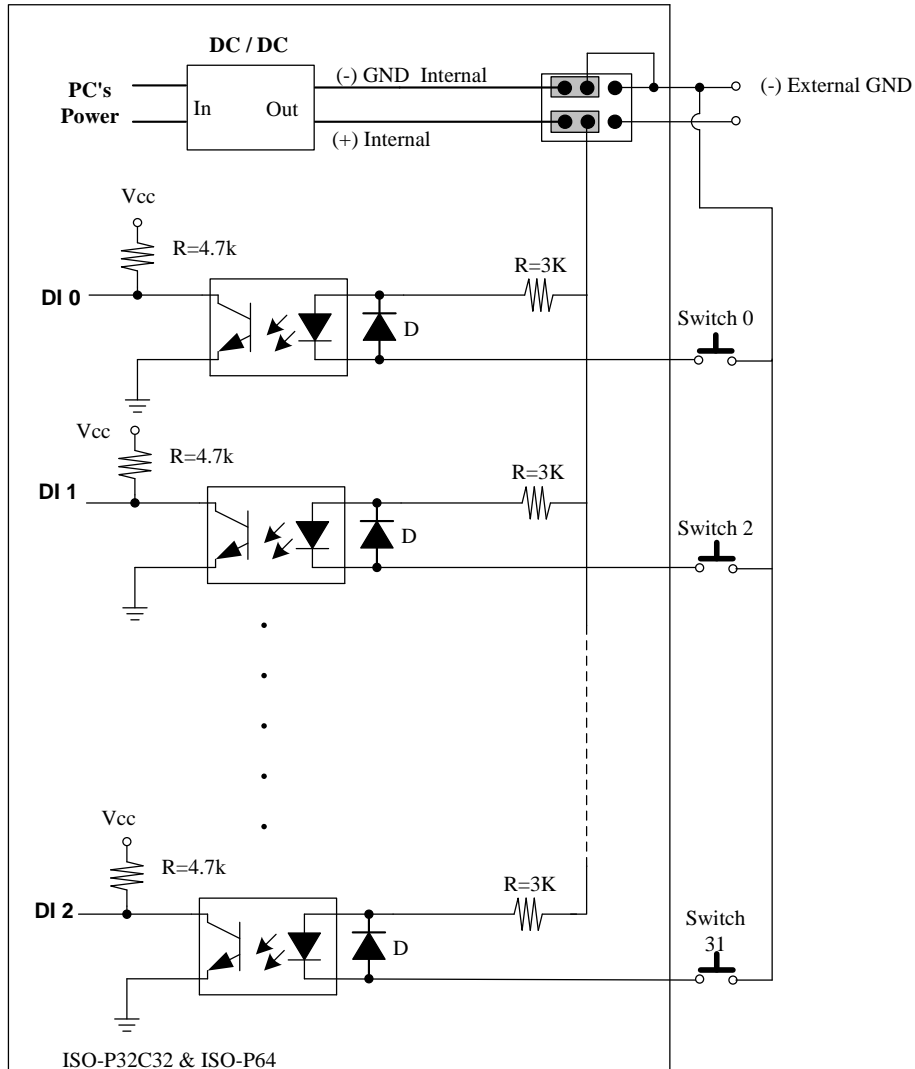 DC / DC
PC's
Power
In
Out
(-) GND Internal
(+) Internal
(-) External GND
Vcc
R=4.7k
DI 0
R=3K
D
Switch 0
Vcc
R=4.7k
DI 1
R=3K
D
Switch 2
Vcc
R=4.7k
DI 2
R=3K
D
Switch
31
ISO-P32C32 & ISO-P64